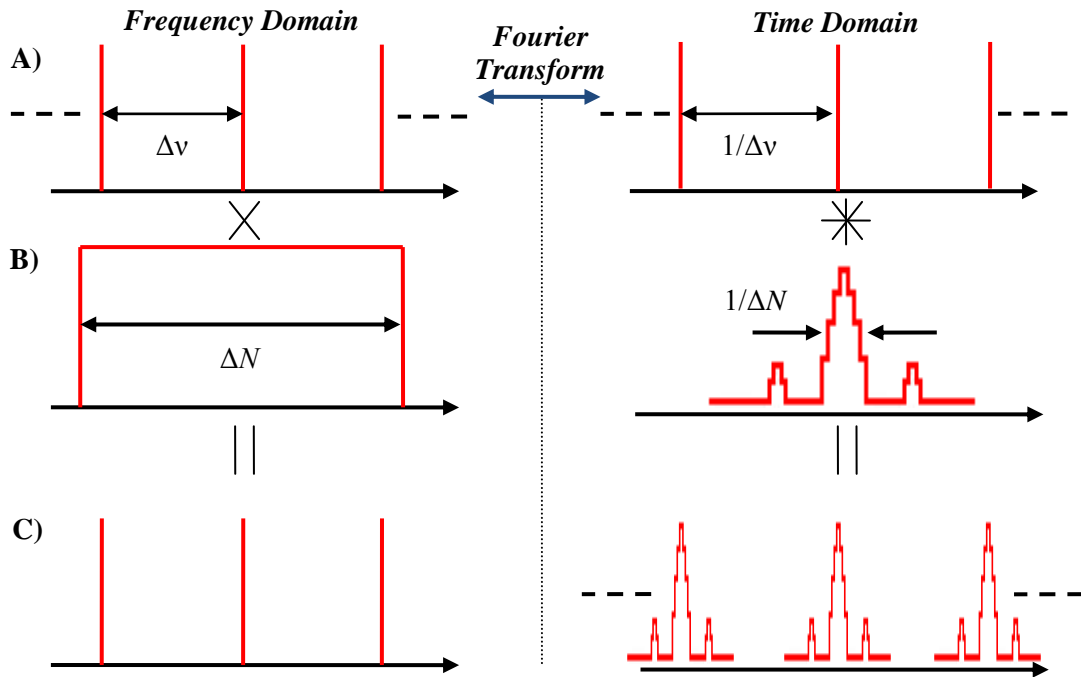 Frequency Domain
Time Domain
Fourier
Transform
A)
Δν
1/Δν
B)
ΔN
1/ΔN
C)